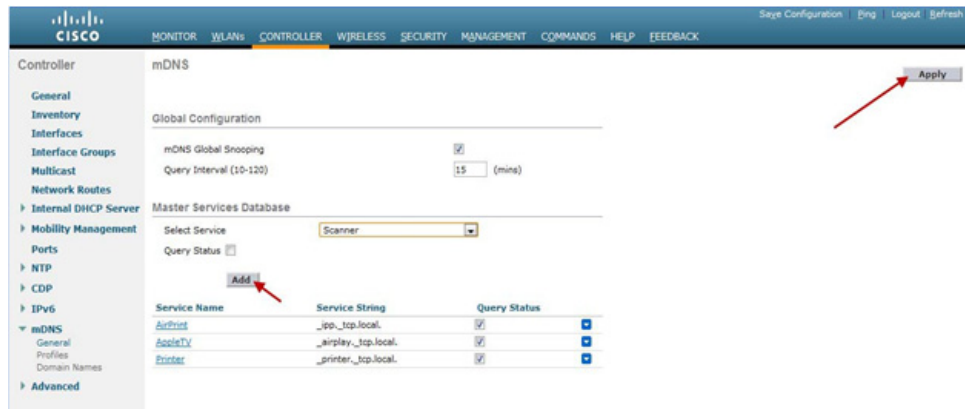 Save Configuration Ping Logout Refresh
CISCO
MONITOR WLANs CONTROLLER WIRELESS SECURITY MANAGEMENT COMMANDS HELP FEEDBACK
Controller
General
Inventory
Interfaces
Interface Groups
Multicast
Network Routes
Internal DHCP Server
Mobility Management
Ports
NTP
CDP
IPv6
mDNS
General
Profiles
Domain Names
Advanced
mDNS
Apply
Global Configuration
mDNS Global Snooping
Query Interval (10-120) 15 (mins)
Master Services Database
Select Service Scanner
Query Status
Add
Service Name Service String Query Status
AirPrint _ipp._tcp.local.
AppleTV _airplay._tcp.local.
Printer _printer._tcp.local.